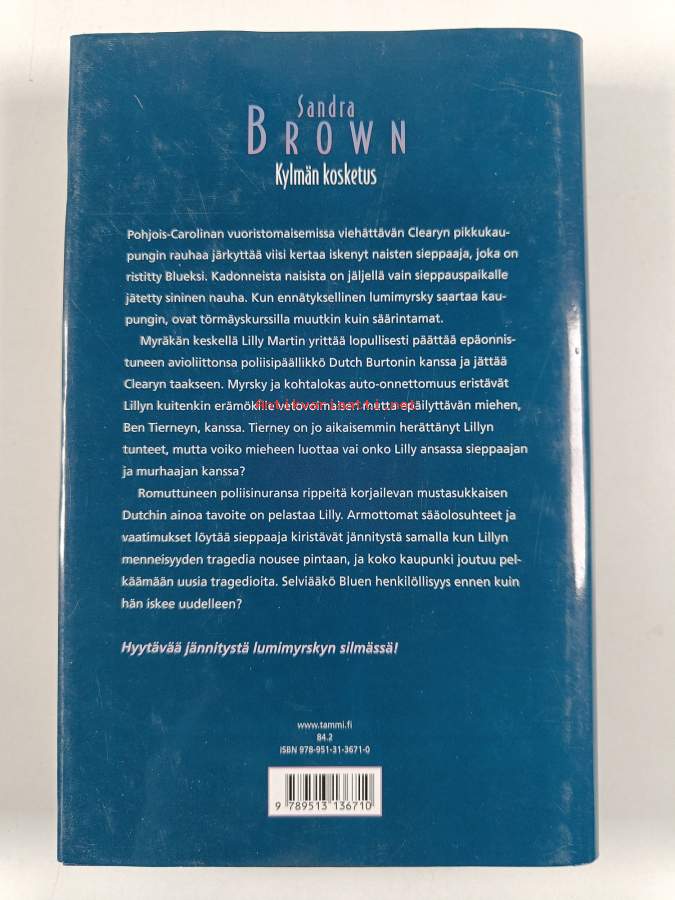 Sandra
BROWN
Kylmän kosketus
Pohjois-Carolinan vuoristomaisemissa viehättävän Clearyn pikkukau-
pungin rauhaa järkyttää viisi kertaa iskenyt naisten sieppaaja, joka on
ristitty Blueksi. Kadonneista naisista on jäljellä vain sieppauspaikalle
jätetty sininen nauha. Kun ennätyksellinen lumimyrsky saartaa kau-
pungin, ovat törmäyskurssilla muutkin kuin säärintamat.
Myräkän keskellä Lilly Martin yrittää lopullisesti päättää epäonnis-
tuneen avioliittonsa poliisipäällikkö Dutch Burtonin kanssa ja jättää
Clearyn taakseen. Myrsky ja kohtalokas auto-onnettomuus eristävät
Lillyn kuitenkin erämökkiin vetovoimaisen mutta epäilyttävän miehen,
Ben Tierneyn, kanssa. Tierney on jo aikaisemmin herättänyt Lillyn
tunteet, mutta voiko mieheen luottaa vai onko Lilly ansassa sieppaajan
ja murhaajan kanssa?
Romuttuneen poliisinuransa rippeitä korjailevan mustasukkaisen
Dutchin ainoa tavoite on pelastaa Lilly. Armottomat sääolosuhteet ja
vaatimukset löytää sieppaaja kiristävät jännitystä samalla kun Lillyn
menneisyyden tragedia nousee pintaan, ja koko kaupunki joutuu pel-
käämään uusia tragedioita. Selviääkö Bluen henkilöllisyys ennen kuin
hän iskee uudelleen?
Hyytävää jännitystä lumimyrskyn silmässä!
www.tammi.fi
84.2
ISBN 978-951-31-3671-0
9 789513 136710